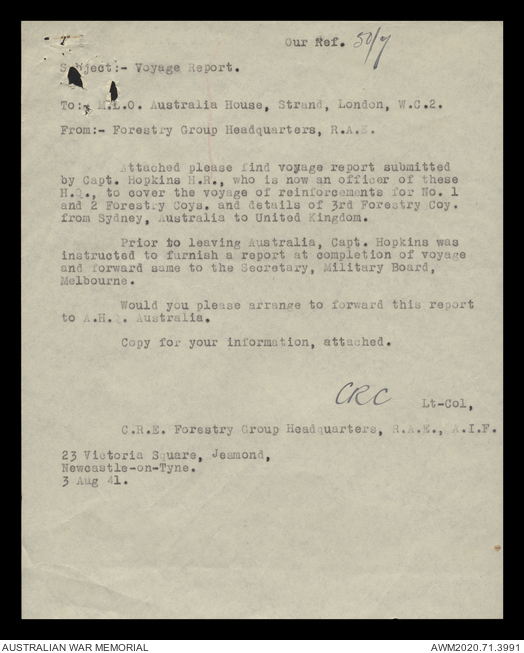 Our Ref. 50/7
Subject:- Voyage Report.
To:- M.L.O. Australia House, Strand, London, W.C.2.
From:- Forestry Group Headquarters, R.A.E.
Attached please find voyage report submitted
by Capt. Hopkins H.R., who is now an officer of these
H.Q., to cover the voyage of reinforcements for No. 1
and 2 Forestry Coys. and details of 3rd Forestry Coy.
from Sydney, Australia to United Kingdom.
Prior to leaving Australia, Capt. Hopkins was
instructed to furnish a report at completion of voyage
and forward same to the Secretary, Military Board,
Melbourne.
Would you please arrange to forward this report
to A.H.Q. Australia.
Copy for your information, attached.
CRC
Lt-Col,
C.R.E. Forestry Group Headquarters, R.A.E., A.I.F.
23 Victoria Square, Jesmond,
Newcastle-on-Tyne.
3 Aug 41.
AUSTRALIAN WAR MEMORIAL
AWM2020.71.3991